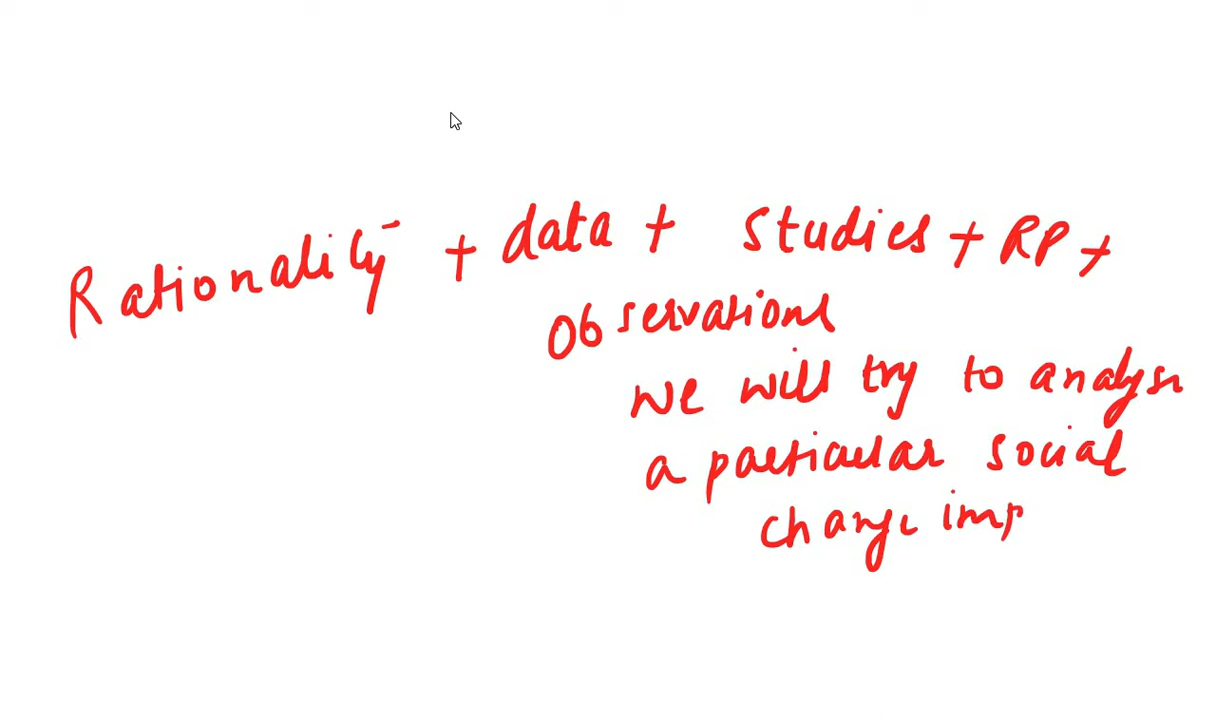 Rationality + data + studies + RP +
Observations
we will try to analyse
a particular social
change imp